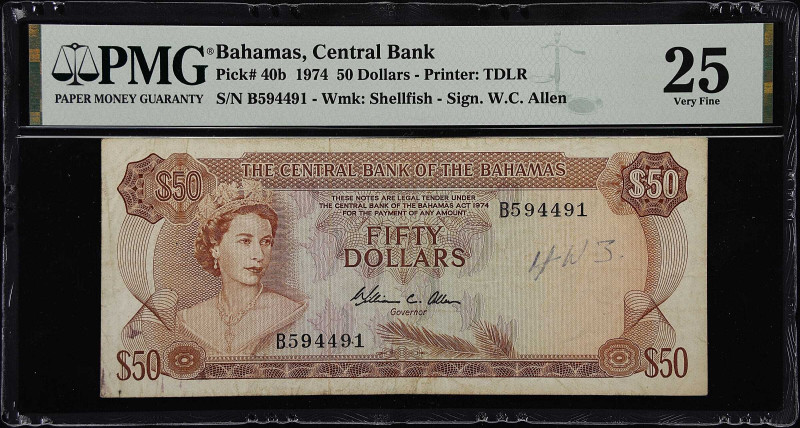 PMG®
PAPER MONEY GUARANTY
Bahamas, Central Bank
Pick# 40b 1974 50 Dollars - Printer: TDLR
S/N B594491 - Wmk: Shellfish - Sign. W.C. Allen
25
Very Fine
THE CENTRAL BANK OF THE BAHAMAS
$50
$50
THESE NOTES ARE LEGAL TENDER UNDER
THE CENTRAL BANK OF THE BAHAMAS ACT 1974
FOR THE PAYMENT OF ANY AMOUNT
B594491
FIFTY
DOLLARS
William C. Allen
Governor
B594491
$50
$50